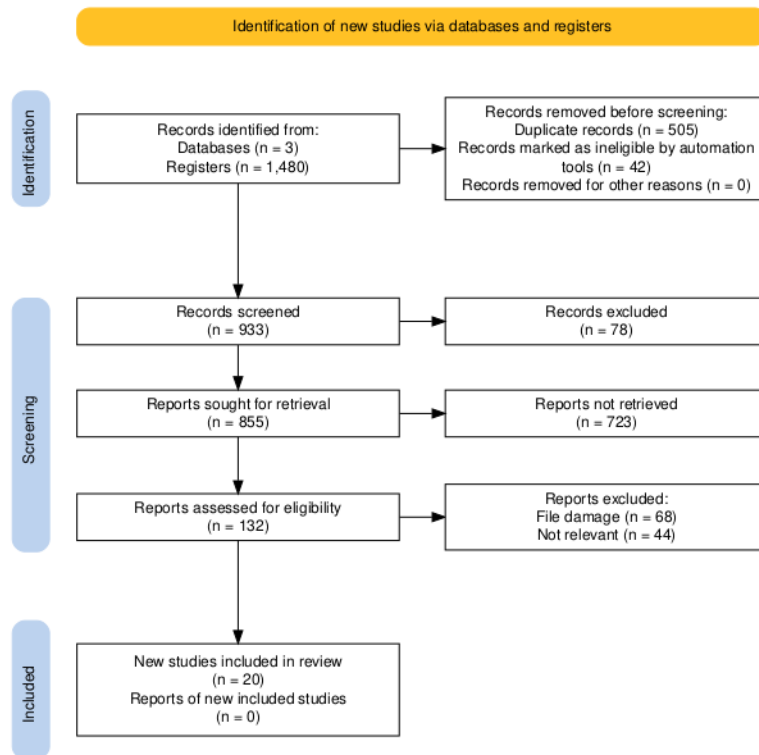 Identification of new studies via databases and registers
Identification
Records identified from:
Databases (n = 3)
Registers (n = 1,480)
Records removed before screening:
Duplicate records (n = 505)
Records marked as ineligible by automation
tools (n = 42)
Records removed for other reasons (n = 0)
Screening
Records screened
(n = 933)
Records excluded
(n = 78)
Reports sought for retrieval
(n = 855)
Reports not retrieved
(n = 723)
Reports assessed for eligibility
(n = 132)
Reports excluded:
File damage (n = 68)
Not relevant (n = 44)
Included
New studies included in review
(n = 20)
Reports of new included studies
(n = 0)